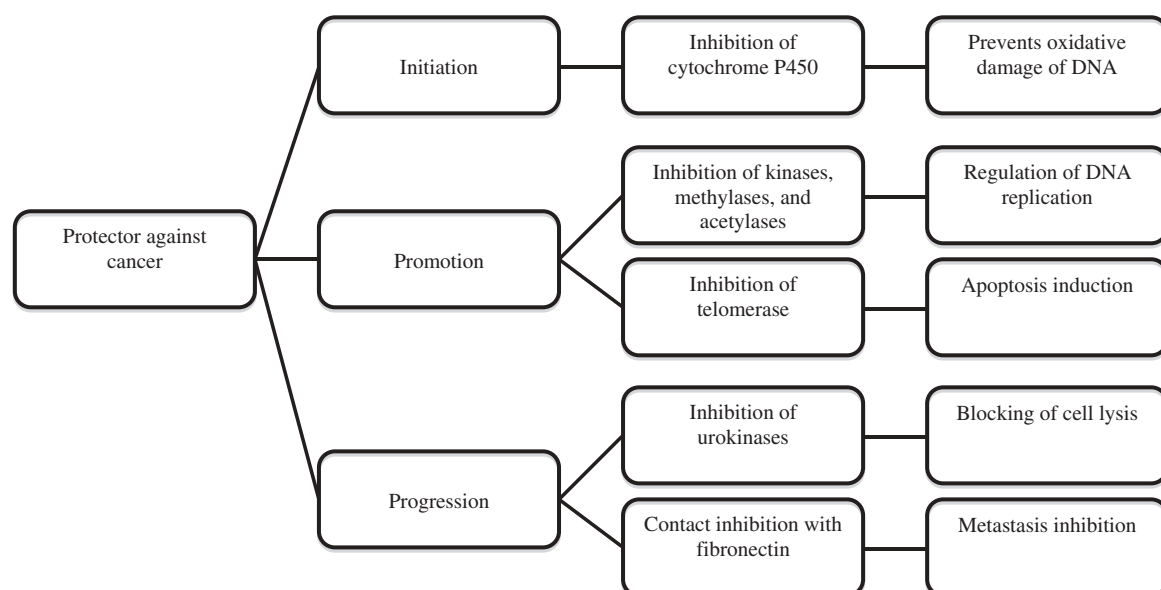 Protector against
cancer
Initiation
Inhibition of
cytochrome P450
Prevents oxidative
damage of DNA
Promotion
Inhibition of kinases,
methylases, and
acetylases
Regulation of DNA
replication
Inhibition of
telomerase
Apoptosis induction
Progression
Inhibition of
urokinases
Blocking of cell lysis
Contact inhibition with
fibronectin
Metastasis inhibition